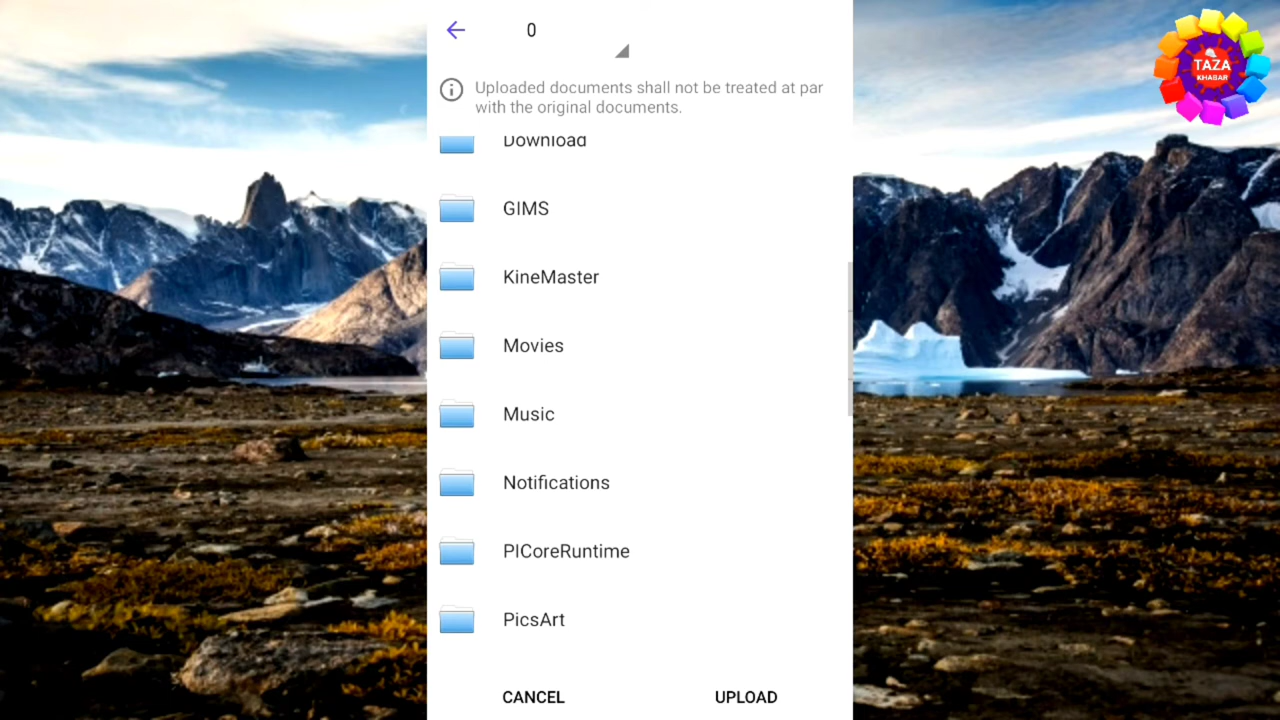 0
TAZA
KHABAR
Uploaded documents shall not be treated at par
with the original documents.
Download
GIMS
KineMaster
Movies
Music
Notifications
PICoreRuntime
PicsArt
CANCEL
UPLOAD